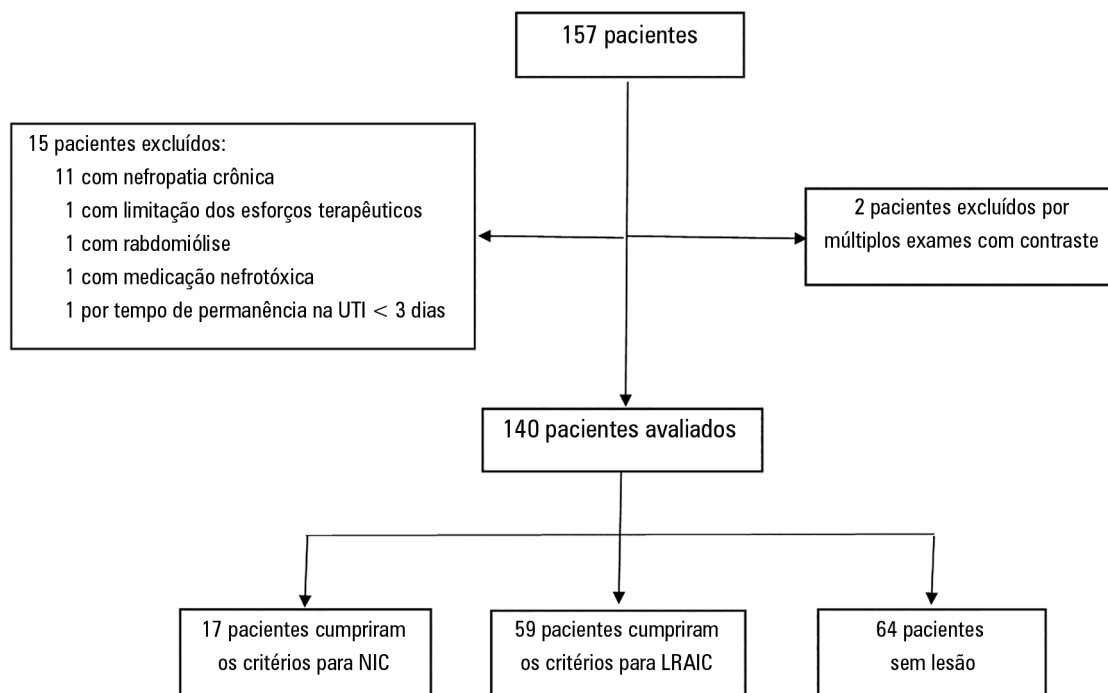 157 pacientes
15 pacientes excluídos:
11 com nefropatia crônica
1 com limitação dos esforços terapêuticos
1 com rabdomiólise
1 com medicação nefrotóxica
1 por tempo de permanência na UTI < 3 dias
2 pacientes excluídos por
múltiplos exames com contraste
140 pacientes avaliados
17 pacientes cumpriram
os critérios para NIC
59 pacientes cumpriram
os critérios para LRAIC
64 pacientes
sem lesão